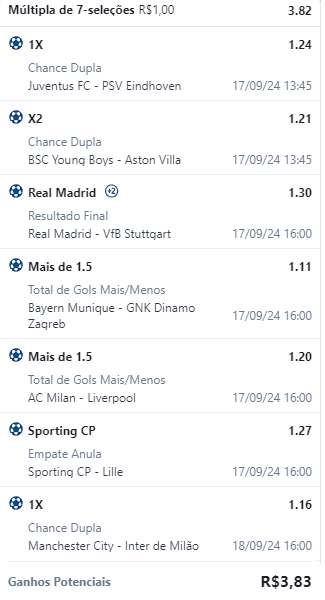 Múltipla de 7-seleções R$1,00 3.82
1X 1.24
Chance Dupla
Juventus FC - PSV Eindhoven 17/09/24 13:45
X2 1.21
Chance Dupla
BSC Young Boys - Aston Villa 17/09/24 13:45
Real Madrid +2 1.30
Resultado Final
Real Madrid - VfB Stuttgart 17/09/24 16:00
Mais de 1.5 1.11
Total de Gols Mais/Menos
Bayern Munique - GNK Dinamo
Zagreb 17/09/24 16:00
Mais de 1.5 1.20
Total de Gols Mais/Menos
AC Milan - Liverpool 17/09/24 16:00
Sporting CP 1.27
Empate Anula
Sporting CP - Lille 17/09/24 16:00
1X 1.16
Chance Dupla
Manchester City - Inter de Milão 18/09/24 16:00
Ganhos Potenciais R$3,83